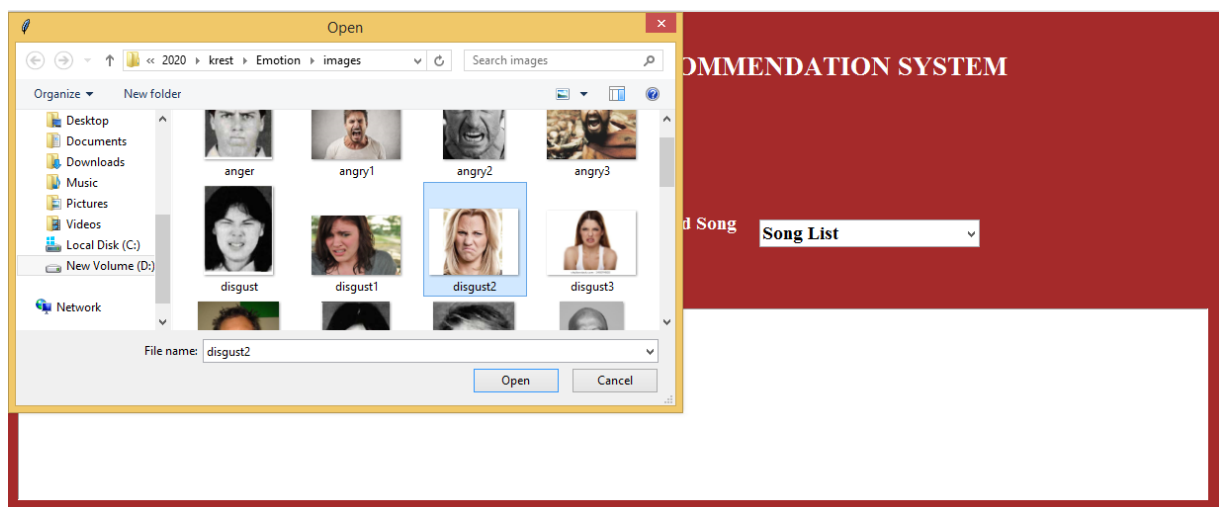 Open
« 2020 › krest › Emotion › images
Search images
Organize
New folder
Desktop
Documents
Downloads
Music
Pictures
Videos
Local Disk (C:)
New Volume (D:)
Network
anger
angry1
angry2
angry3
disgust
disgust1
disgust2
disgust3
File name: disgust2
Open
Cancel
OMMENDATION SYSTEM
d Song
Song List